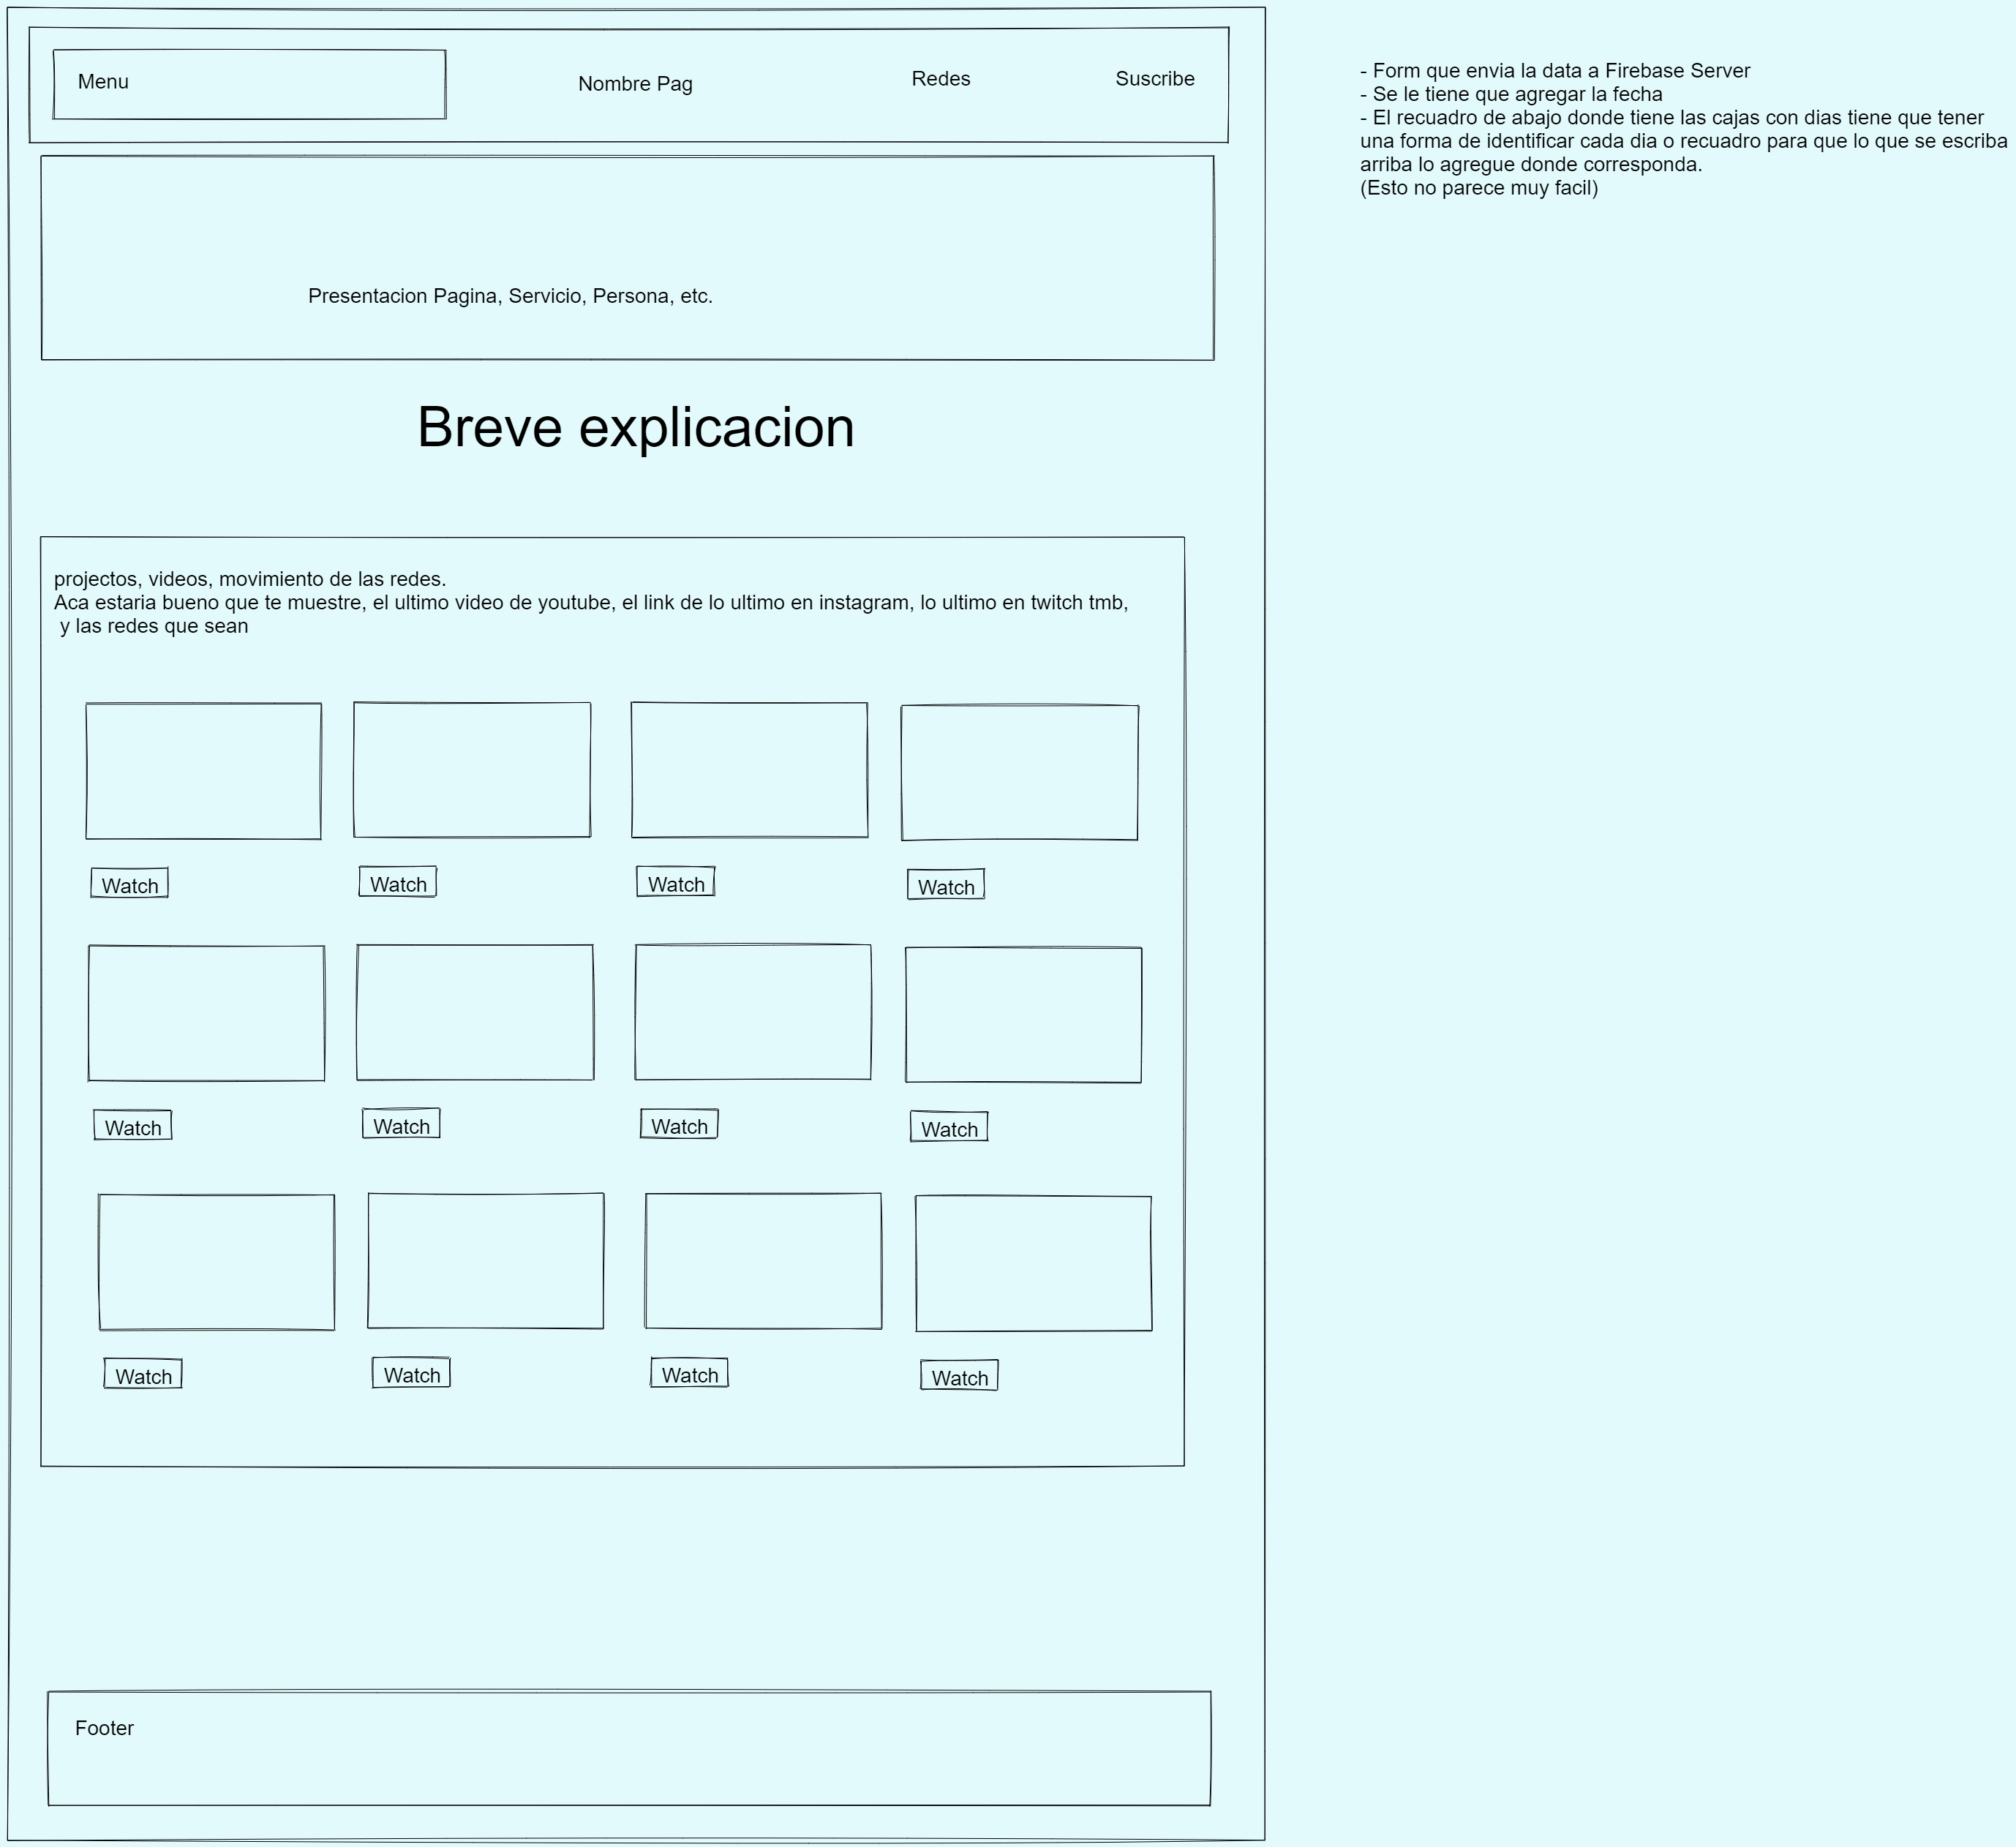 Menu
Nombre Pag
Redes
Suscribe
Presentacion Pagina, Servicio, Persona, etc.
Breve explicacion
projectos, videos, movimiento de las redes.
Aca estaria bueno que te muestre, el ultimo video de youtube, el link de lo ultimo en instagram, lo ultimo en twitch tmb,
y las redes que sean
Watch
Watch
Watch
Watch
Watch
Watch
Watch
Watch
Watch
Watch
Watch
Watch
Footer
- Form que envia la data a Firebase Server
- Se le tiene que agregar la fecha
- El recuadro de abajo donde tiene las cajas con dias tiene que tener
una forma de identificar cada dia o recuadro para que lo que se escriba
arriba lo agregue donde corresponda.
(Esto no parece muy facil)